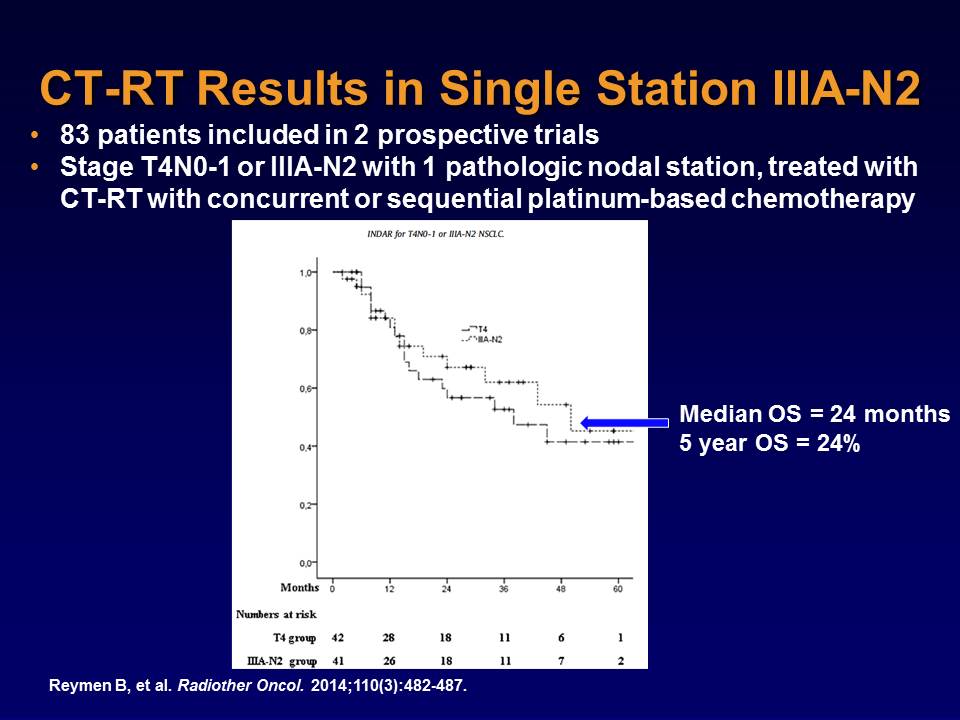 CT-RT Results in Single Station IIIA-N2
• 83 patients included in 2 prospective trials
• Stage T4N0-1 or IIIA-N2 with 1 pathologic nodal station, treated with
CT-RT with concurrent or sequential platinum-based chemotherapy
INDAR for T4N0-1 or IIIA-N2 NSCLC.
1,0
T4
IIIA-N2
0,8
0,6
Median OS = 24 months
5 year OS = 24%
0,4
0,2
0,0
Months 0 12 24 36 48 60
Numbers at risk
T4 group 42 28 18 11 6 1
IIIA-N2 group 41 26 18 11 7 2
Reymen B, et al. Radiother Oncol. 2014;110(3):482-487.